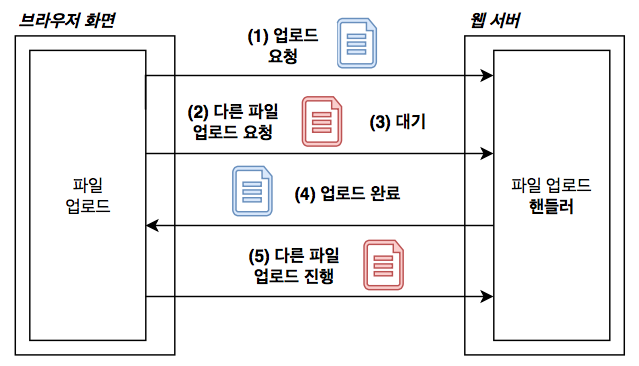 브라우저 화면
웹 서버
(1) 업로드
요청
(2) 다른 파일
업로드 요청
(3) 대기
파일
업로드
(4) 업로드 완료
파일 업로드
핸들러
(5) 다른 파일
업로드 진행